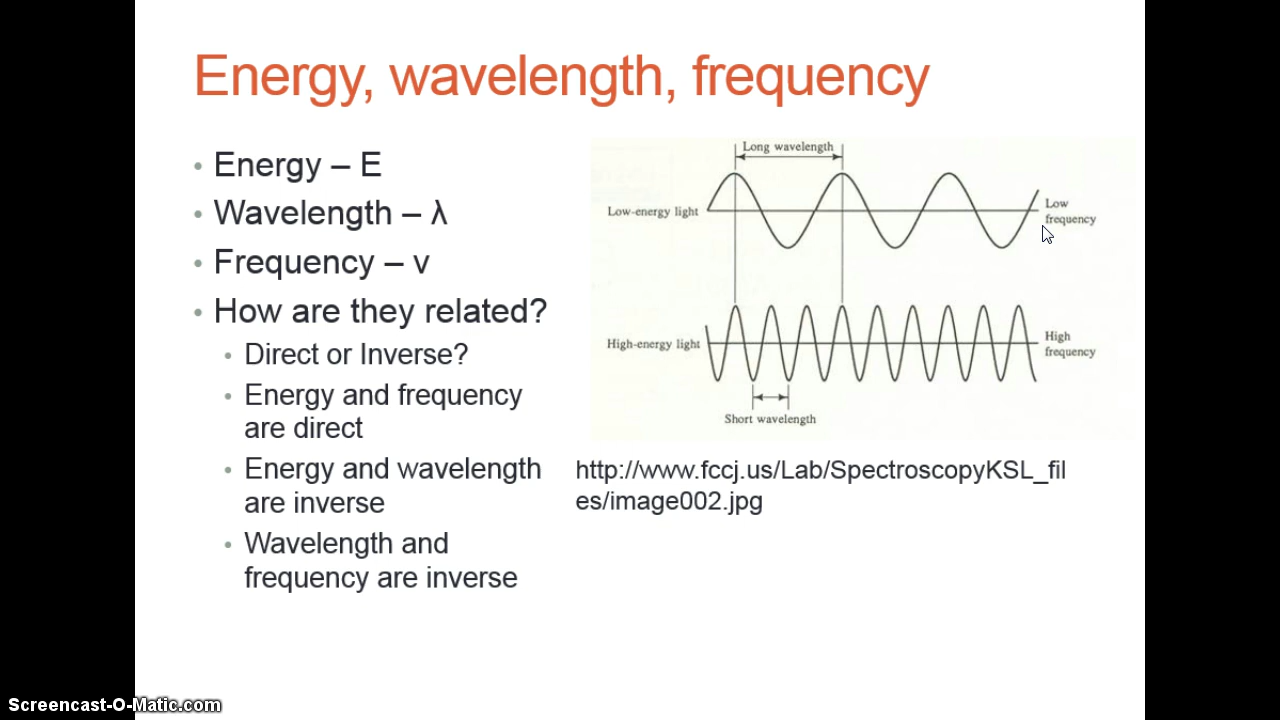 Energy, wavelength, frequency
• Energy – E
• Wavelength – λ
• Frequency – v
• How are they related?
• Direct or Inverse?
• Energy and frequency
are direct
• Energy and wavelength
are inverse
• Wavelength and
frequency are inverse
Long wavelength
Low-energy light
Low
frequency
High-energy light
High
frequency
Short wavelength
http://www.fccj.us/Lab/SpectroscopyKSL_fil
es/image002.jpg
Screencast-O-Matic.com